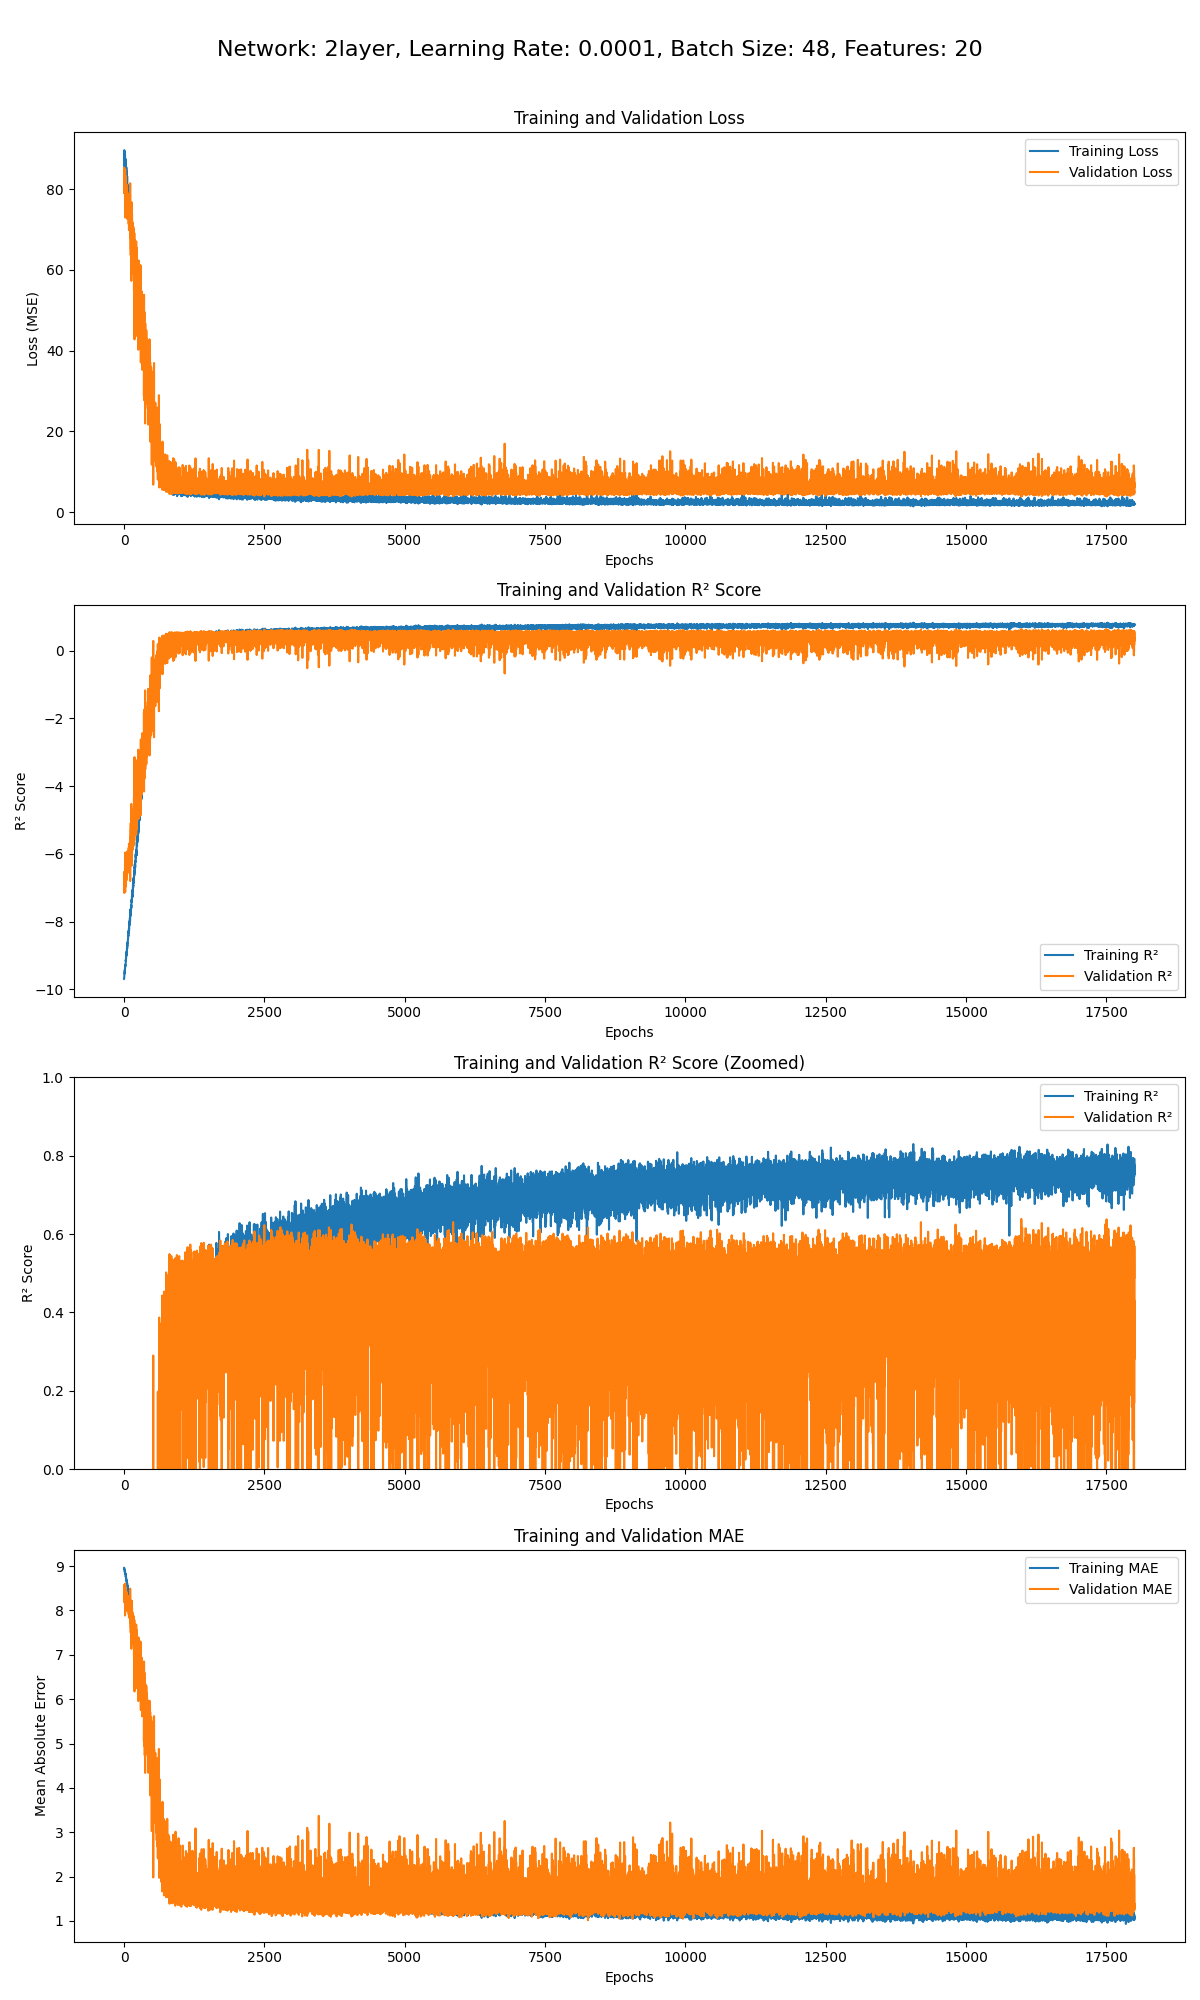 Network: 2layer, Learning Rate: 0.0001, Batch Size: 48, Features: 20
Training and Validation Loss
Training Loss
Validation Loss
80
60
40
20
0
Loss (MSE)
0 2500 5000 7500 10000 12500 15000 17500
Epochs
Training and Validation R² Score
0
−2
−4
−6
−8
−10
R² Score
Training R²
Validation R²
0 2500 5000 7500 10000 12500 15000 17500
Epochs
Training and Validation R² Score (Zoomed)
Training R²
Validation R²
1.0
0.8
0.6
0.4
0.2
0.0
R² Score
0 2500 5000 7500 10000 12500 15000 17500
Epochs
Training and Validation MAE
Training MAE
Validation MAE
9
8
7
6
5
4
3
2
1
Mean Absolute Error
0 2500 5000 7500 10000 12500 15000 17500
Epochs